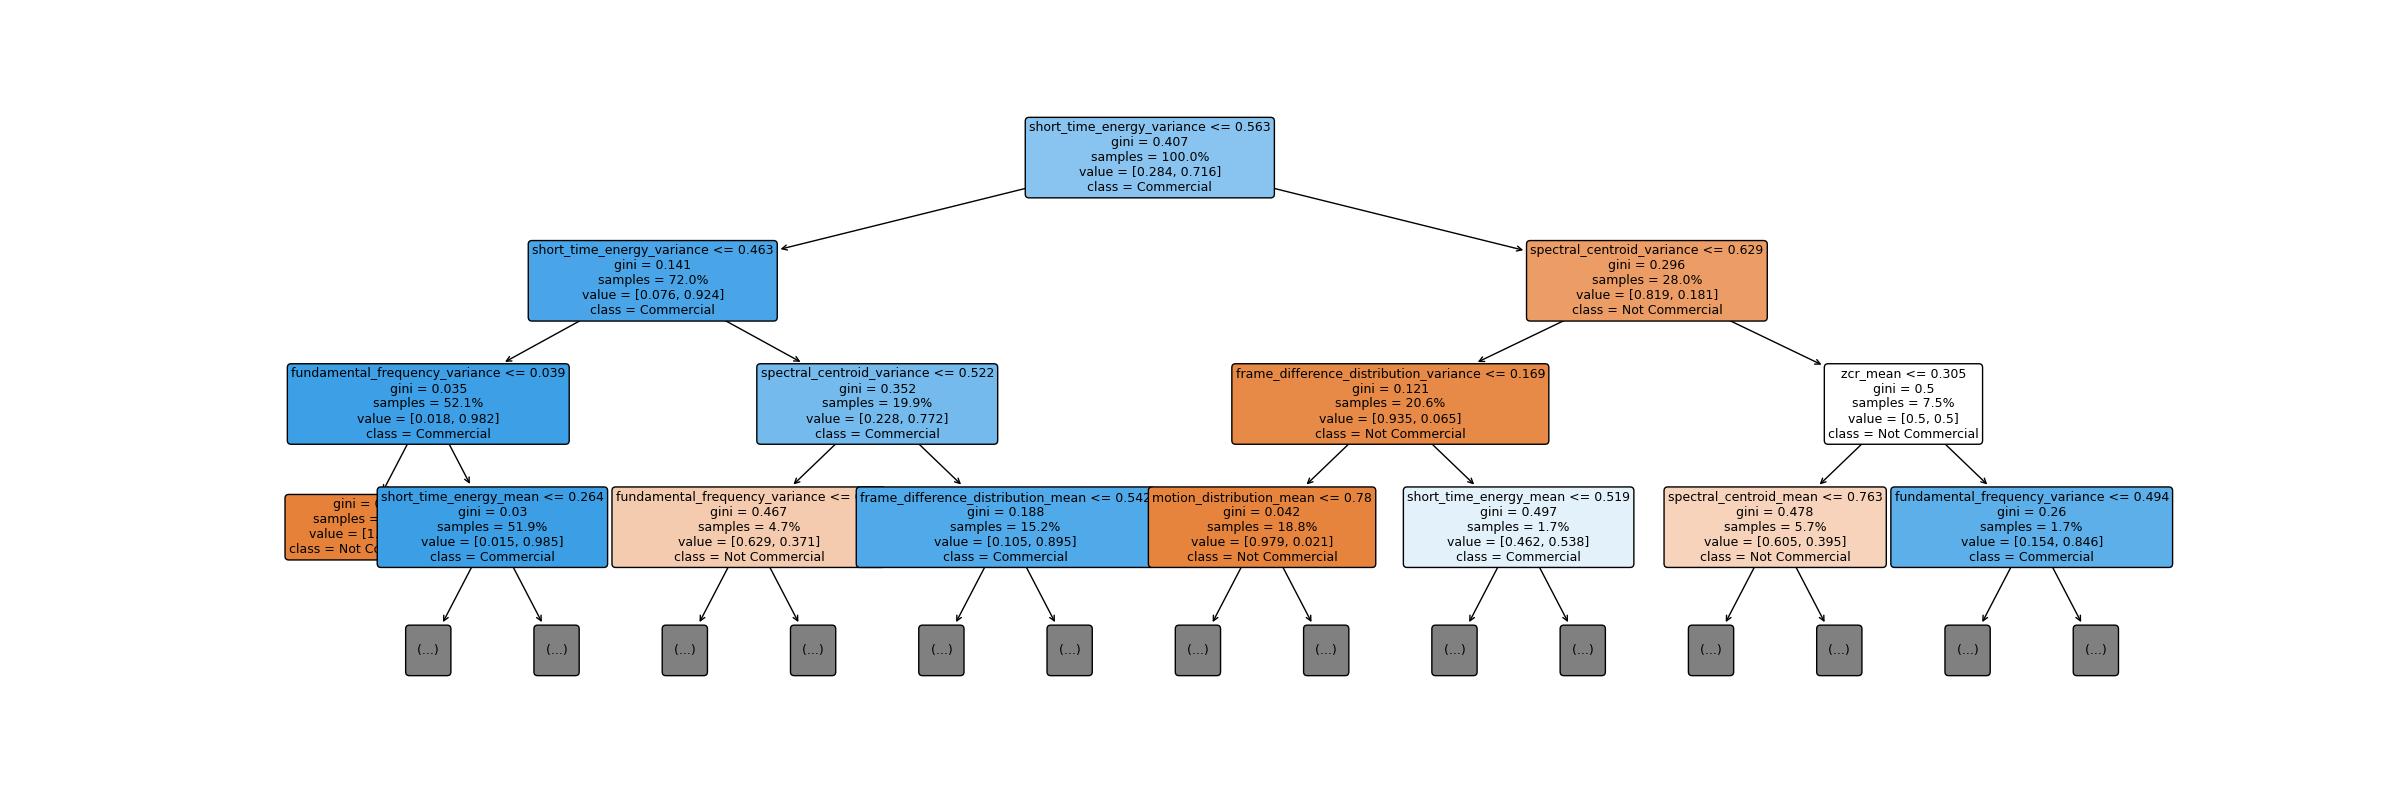 short_time_energy_variance <= 0.563
gini = 0.407
samples = 100.0%
value = [0.284, 0.716]
class = Commercial
short_time_energy_variance <= 0.463
gini = 0.141
samples = 72.0%
value = [0.076, 0.924]
class = Commercial
spectral_centroid_variance <= 0.629
gini = 0.296
samples = 28.0%
value = [0.819, 0.181]
class = Not Commercial
fundamental_frequency_variance <= 0.039
gini = 0.035
samples = 52.1%
value = [0.018, 0.982]
class = Commercial
spectral_centroid_variance <= 0.522
gini = 0.352
samples = 19.9%
value = [0.228, 0.772]
class = Commercial
frame_difference_distribution_variance <= 0.169
gini = 0.121
samples = 20.6%
value = [0.935, 0.065]
class = Not Commercial
zcr_mean <= 0.305
gini = 0.5
samples = 7.5%
value = [0.5, 0.5]
class = Not Commercial
gini =
samples =
value = [1.
class = Not
short_time_energy_mean <= 0.264
gini = 0.03
samples = 51.9%
value = [0.015, 0.985]
class = Commercial
fundamental_frequency_variance <=
gini = 0.467
samples = 4.7%
value = [0.629, 0.371]
class = Not Commercial
frame_difference_distribution_mean <= 0.542
gini = 0.188
samples = 15.2%
value = [0.105, 0.895]
class = Commercial
motion_distribution_mean <= 0.78
gini = 0.042
samples = 18.8%
value = [0.979, 0.021]
class = Not Commercial
short_time_energy_mean <= 0.519
gini = 0.497
samples = 1.7%
value = [0.462, 0.538]
class = Commercial
spectral_centroid_mean <= 0.763
gini = 0.478
samples = 5.7%
value = [0.605, 0.395]
class = Not Commercial
fundamental_frequency_variance <= 0.494
gini = 0.26
samples = 1.7%
value = [0.154, 0.846]
class = Commercial
(...)
(...)
(...)
(...)
(...)
(...)
(...)
(...)
(...)
(...)
(...)
(...)
(...)
(...)